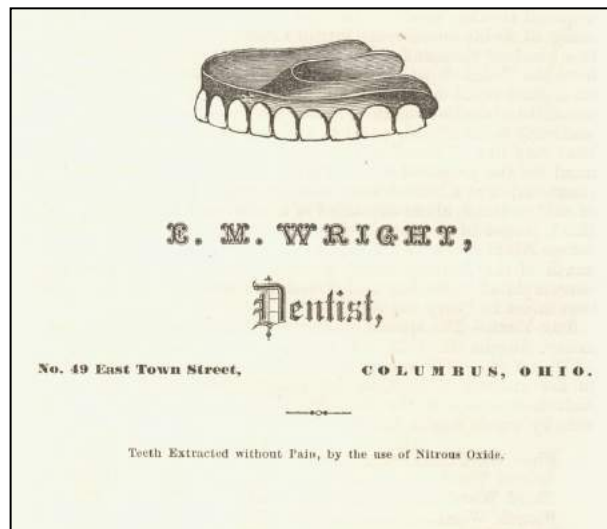 E. M. WRIGHT,
Dentist,
No. 49 East Town Street, COLUMBUS, OHIO.
Teeth Extracted without Pain, by the use of Nitrous Oxide.